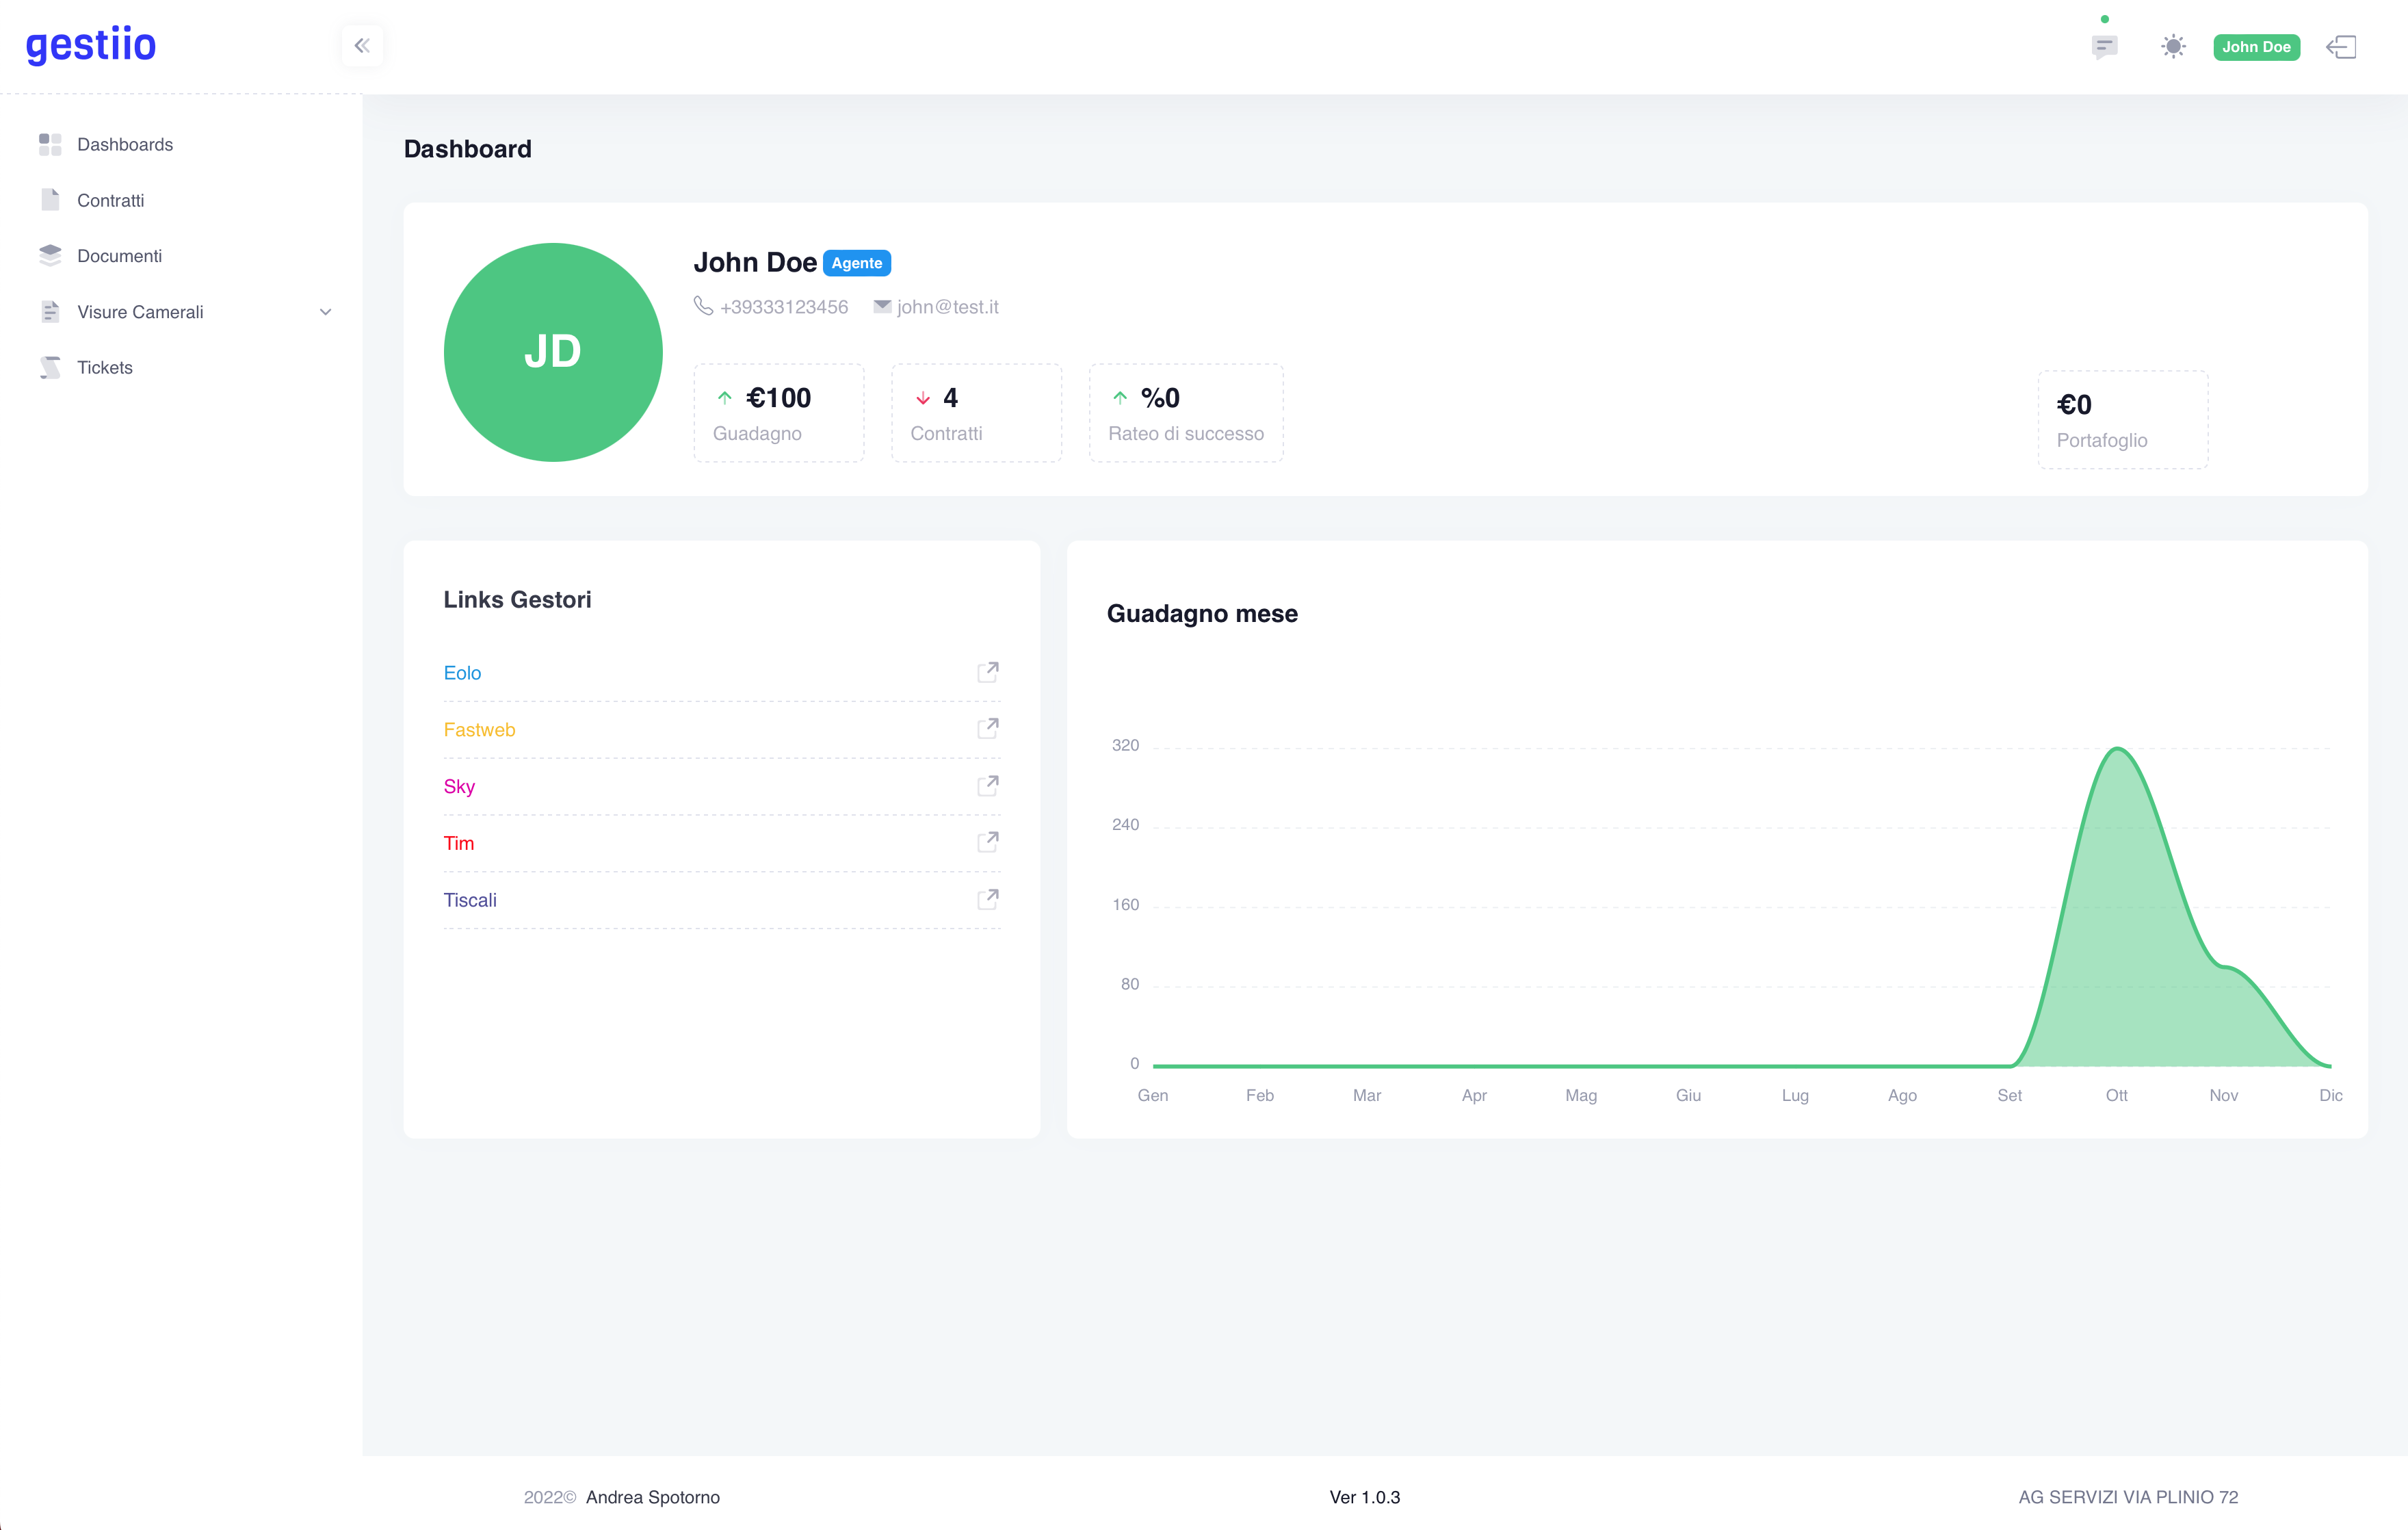 gestiio
John Doe
Dashboards
Contratti
Documenti
Visure Camerali
Tickets
Dashboard
JD
John Doe Agente
+39333123456 john@test.it
€100
Guadagno
4
Contratti
%0
Rateo di successo
€0
Portafoglio
Links Gestori
Eolo
Fastweb
Sky
Tim
Tiscali
Guadagno mese
320
240
160
80
0
Gen Feb Mar Apr Mag Giu Lug Ago Set Ott Nov Dic
2022© Andrea Spotorno
Ver 1.0.3
AG SERVIZI VIA PLINIO 72